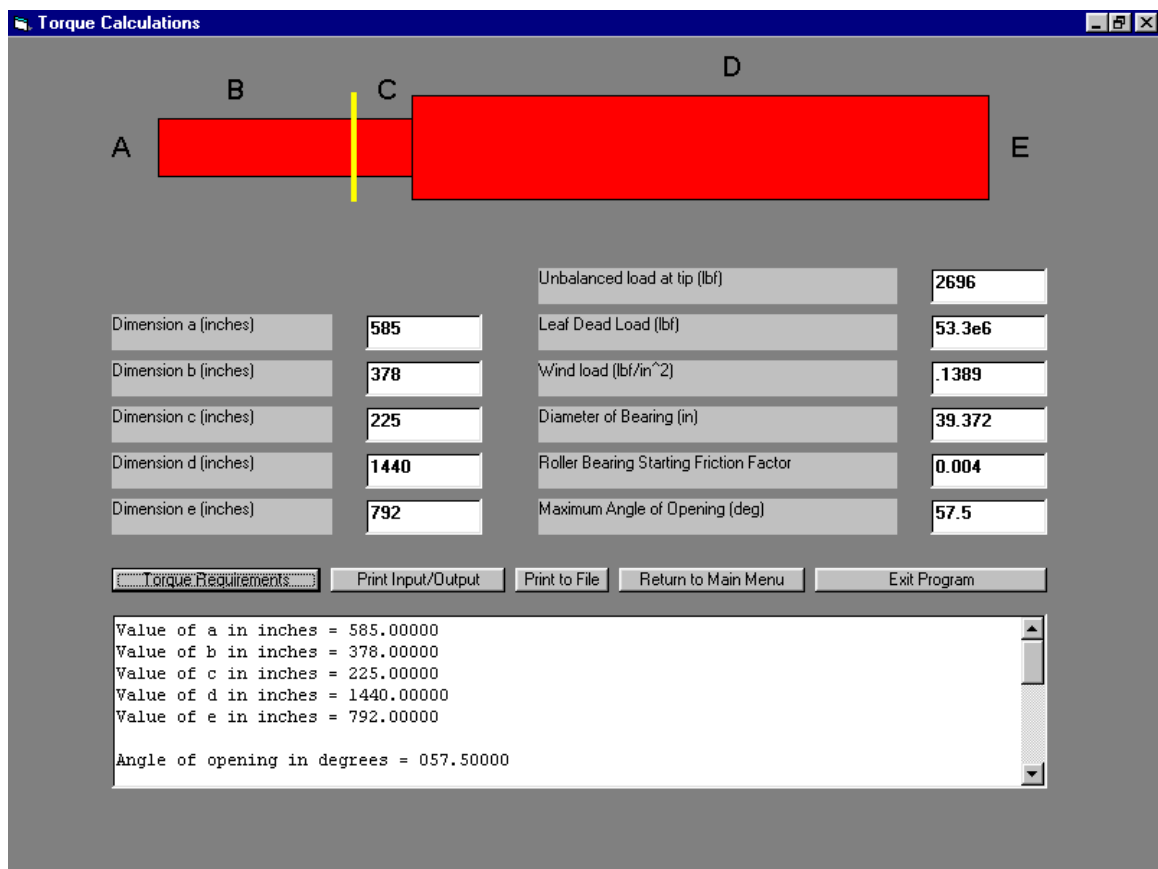 Torque Calculations
D
B
C
A
E
Unbalanced load at tip (lbf)
2696
Dimension a (inches)
585
Leaf Dead Load (lbf)
53.3e6
Dimension b (inches)
378
Wind load (lbf/in^2)
.1389
Dimension c (inches)
225
Diameter of Bearing (in)
39.372
Dimension d (inches)
1440
Roller Bearing Starting Friction Factor
0.004
Dimension e (inches)
792
Maximum Angle of Opening (deg)
57.5
Torque Requirements
Print Input/Output
Print to File
Return to Main Menu
Exit Program
Value of a in inches = 585.00000
Value of b in inches = 378.00000
Value of c in inches = 225.00000
Value of d in inches = 1440.00000
Value of e in inches = 792.00000
Angle of opening in degrees = 057.50000